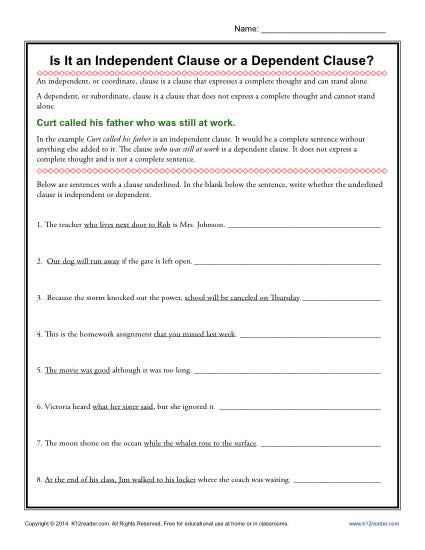 Name: ______________________
Is It an Independent Clause or a Dependent Clause?
An independent, or coordinate, clause is a clause that expresses a complete thought and can stand alone.
A dependent, or subordinate, clause is a clause that does not express a complete thought and cannot stand
alone.
Curt called his father who was still at work.
In the example Curt called his father is an independent clause. It would be a complete sentence without
anything else added to it. The clause who was still at work is a dependent clause. It does not express a
complete thought and is not a complete sentence.
Below are sentences with a clause underlined. In the blank below the sentence, write whether the underlined
clause is independent or dependent.
1. The teacher who lives next door to Rob is Mrs. Johnson. ______________________
2. Our dog will run away if the gate is left open. ______________________
3. Because the storm knocked out the power, school will be canceled on Thursday. ______________________
4. This is the homework assignment that you missed last week. ______________________
5. The movie was good although it was too long. ______________________
6. Victoria heard what her sister said, but she ignored it. ______________________
7. The moon shone on the ocean while the whales rose to the surface. ______________________
8. At the end of his class, Jim walked to his locker where the coach was waiting. ______________________
Copyright © 2014 K12reader.com. All Rights Reserved. Free for educational use at home or in classrooms. www.k12reader.com